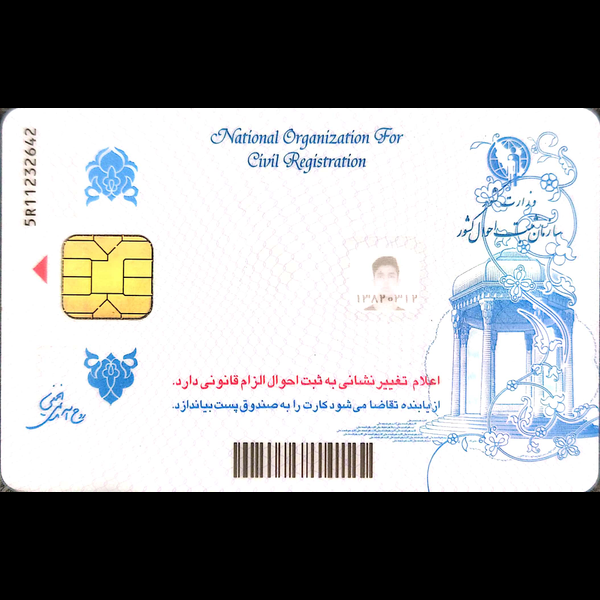 National Organization For
Civil Registration
وزارت کشور
سازمان ثبت احوال کشور
5R11232642
۱۳۸۲۰۳۱۲
اعلام تغییر نشانی به ثبت احوال الزام قانونی دارد.
از یابنده تقاضا می شود کارت را به صندوق پست بیاندازد.